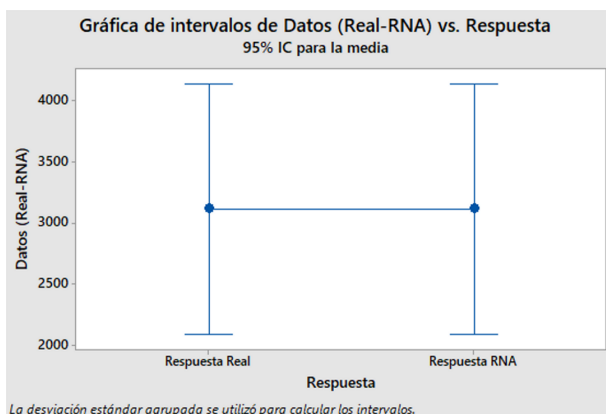 Gráfica de intervalos de Datos (Real-RNA) vs. Respuesta
95% IC para la media
Datos (Real-RNA)
4000
3500
3000
2500
2000
Respuesta Real
Respuesta RNA
Respuesta
La desviación estándar agrupada se utilizó para calcular los intervalos.